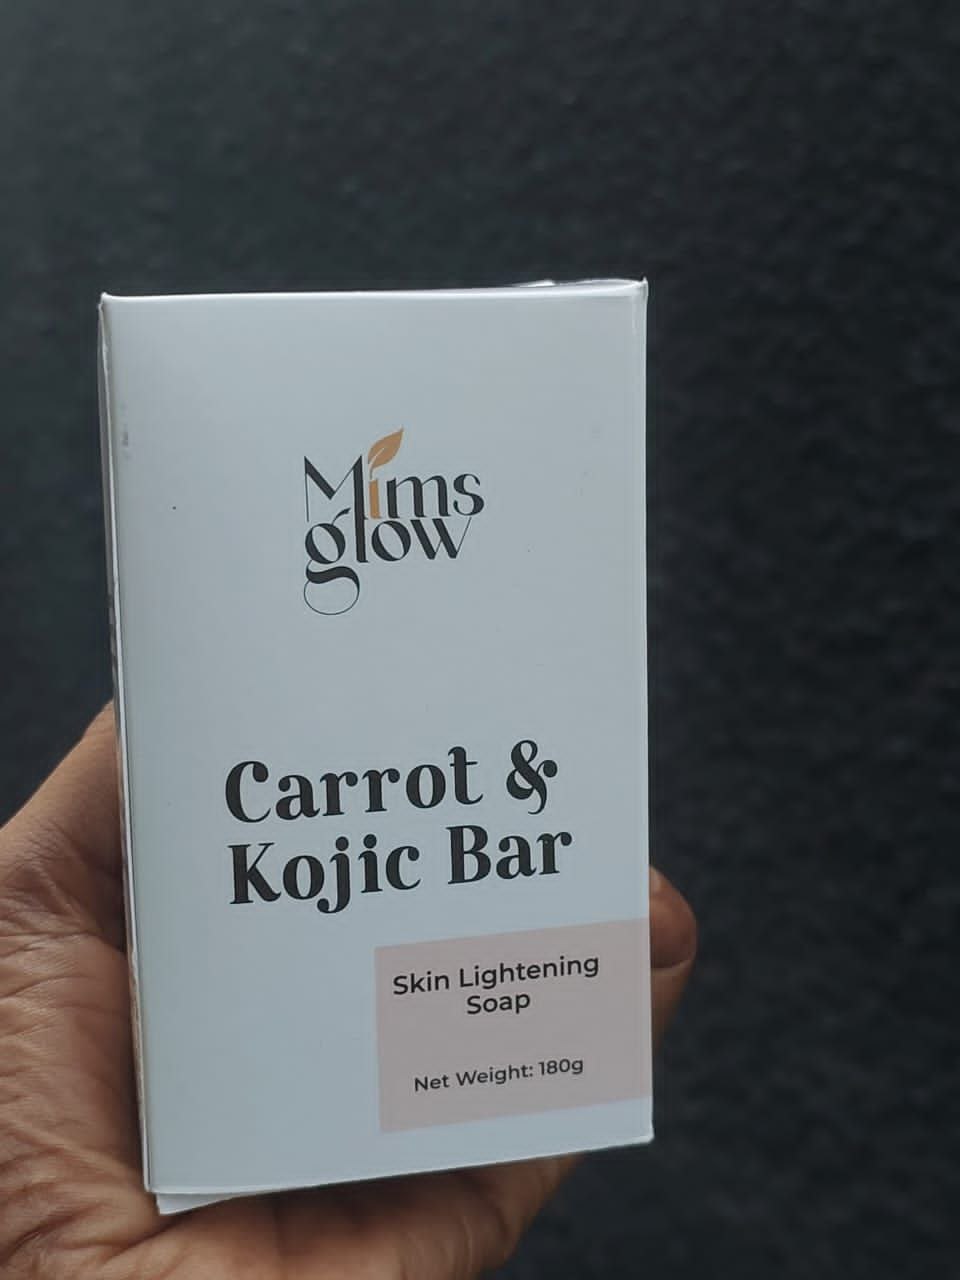 Mims
glow
Carrot &
Kojic Bar
Skin Lightening
Soap
Net Weight: 180g